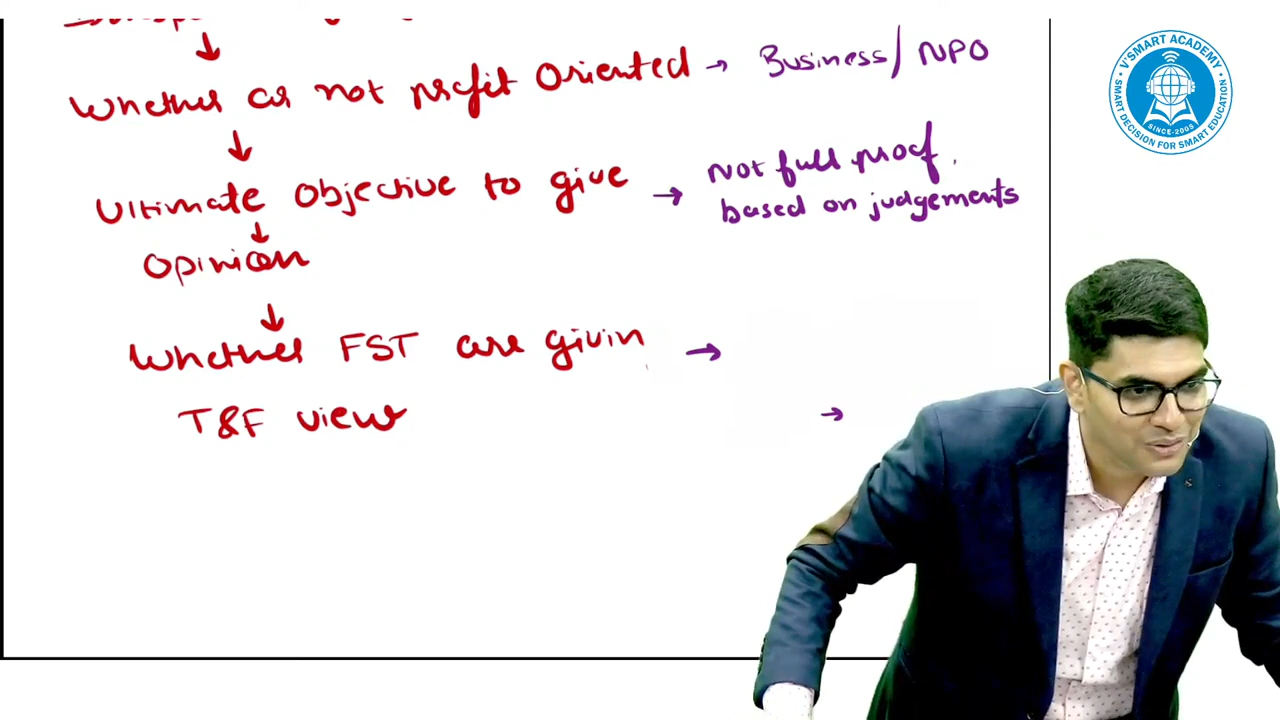 ↓
Whether or not profit Oriented → Business/ NPO
↓
Ultimate Objective to give → Not full proof.
based on judgements
↓
Opinion
↓
Whether FST are givin →
T&F view →
V'SMART ACADEMY
SMART DECISION FOR SMART EDUCATION
SINCE-2005